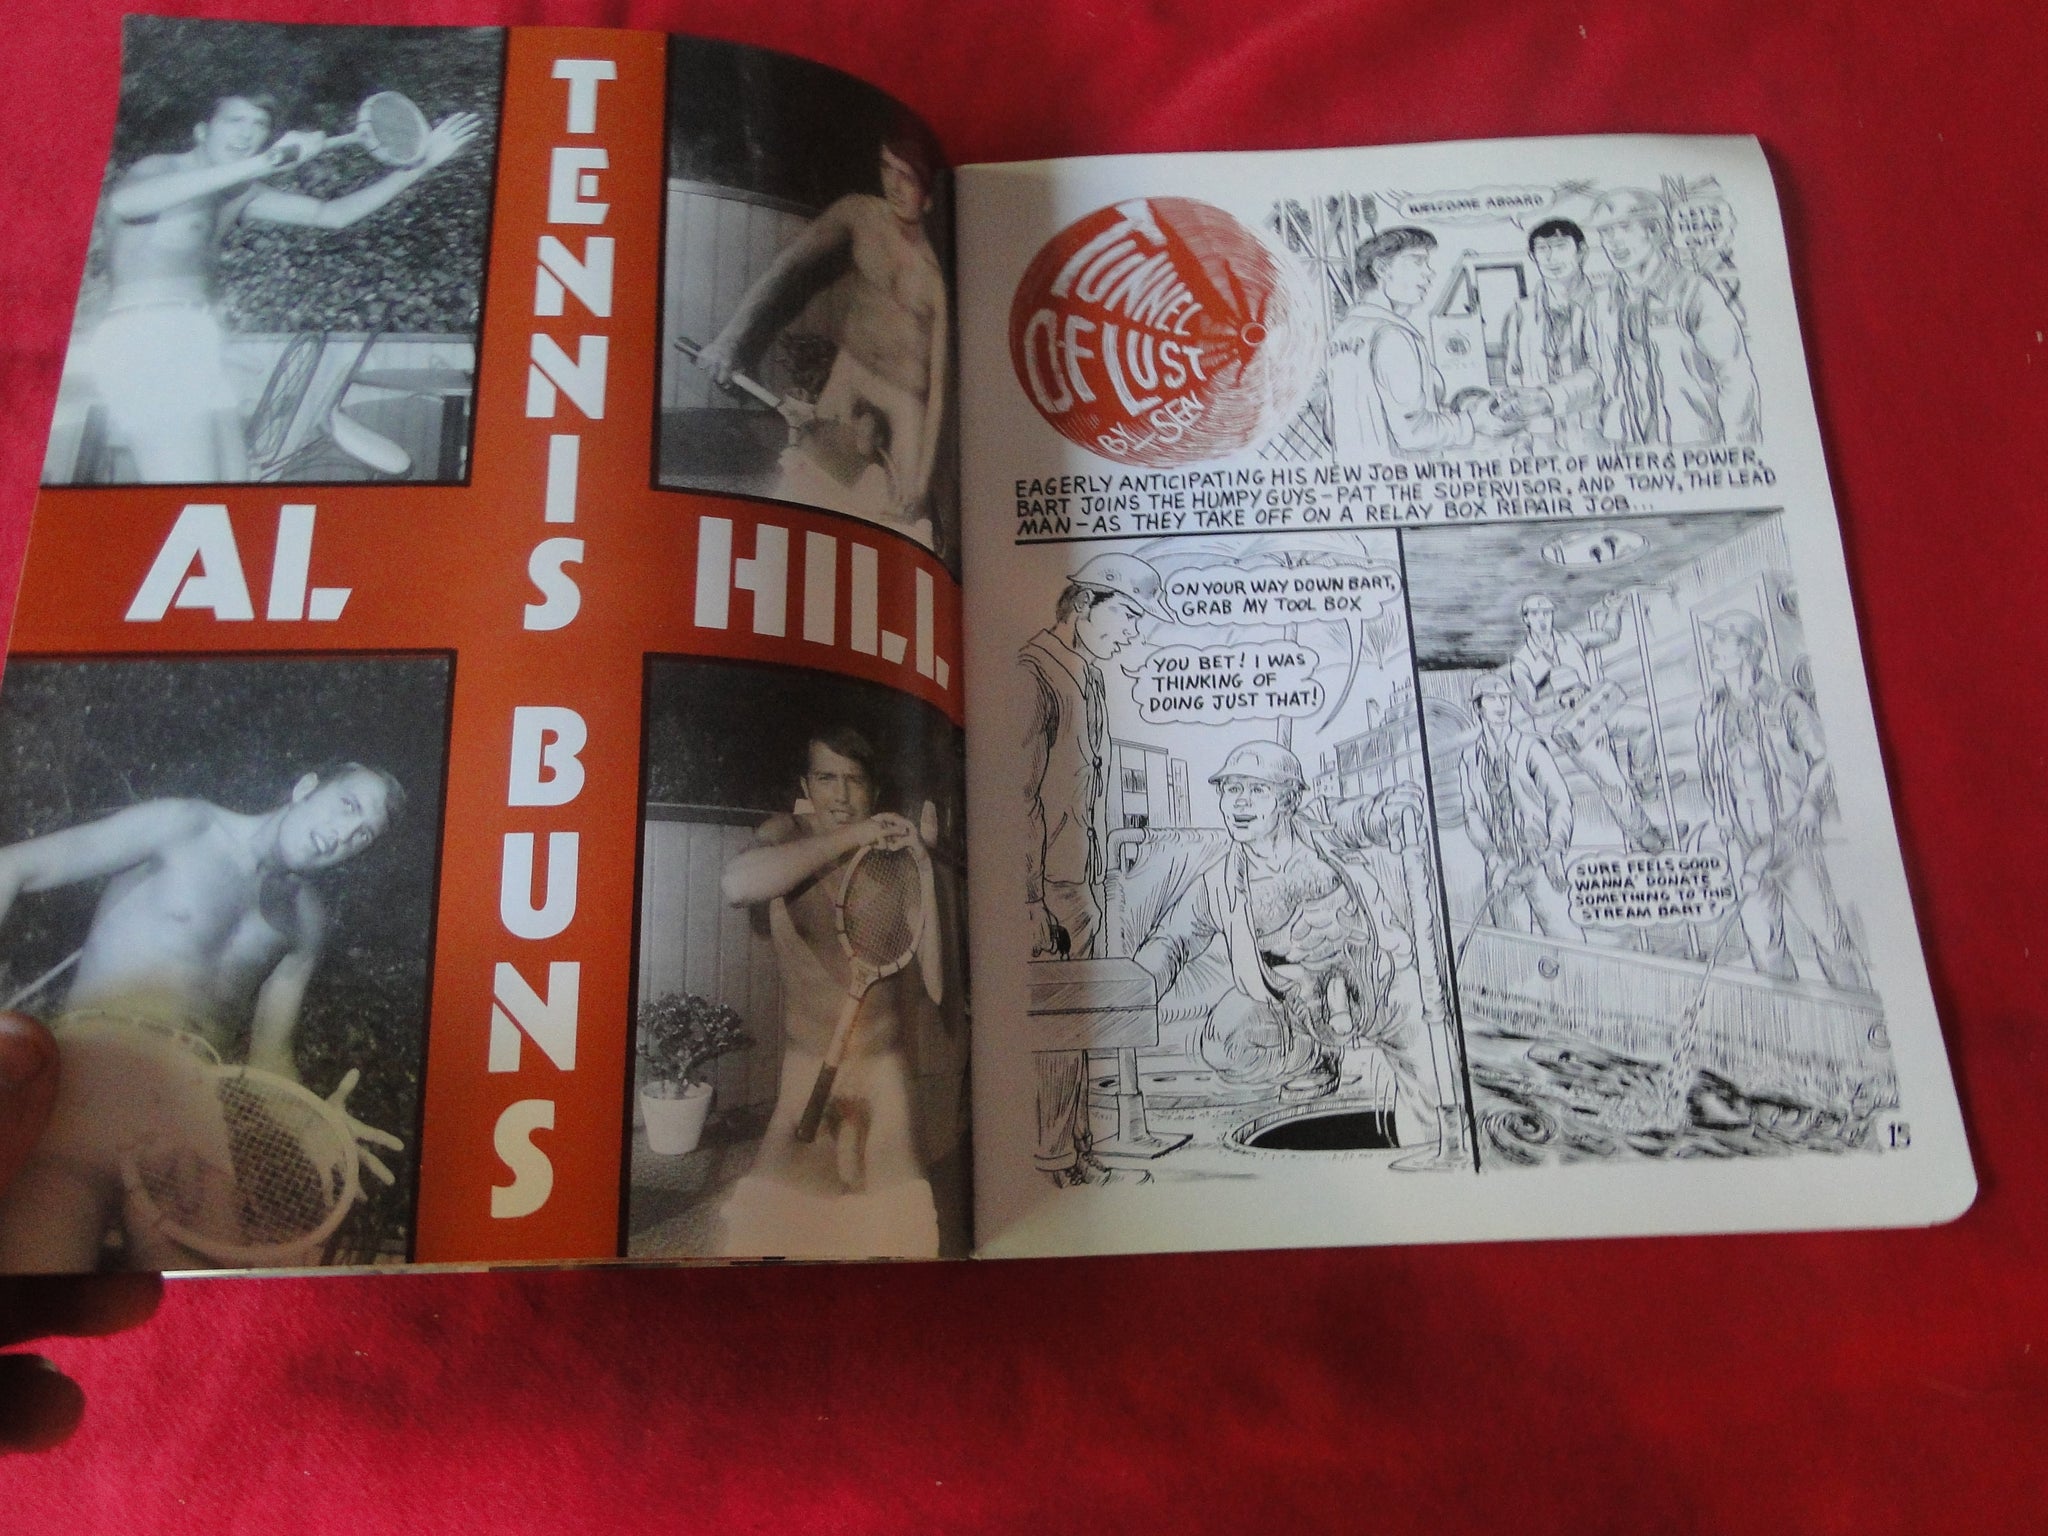 TENNIS BUNS
AL HILL
TUNNEL
OF LUST
BY SEAN
WELCOME ABOARD
LET'S
HEAD
OUT
DWP
EAGERLY ANTICIPATING HIS NEW JOB WITH THE DEPT. OF WATER & POWER,
BART JOINS THE HUMPY GUYS - PAT THE SUPERVISOR, AND TONY, THE LEAD
MAN - AS THEY TAKE OFF ON A RELAY BOX REPAIR JOB...
ON YOUR WAY DOWN BART,
GRAB MY TOOL BOX
YOU BET! I WAS
THINKING OF
DOING JUST THAT!
SURE FEELS GOOD
WANNA' DONATE
SOMETHING TO THIS
STREAM BART?
15